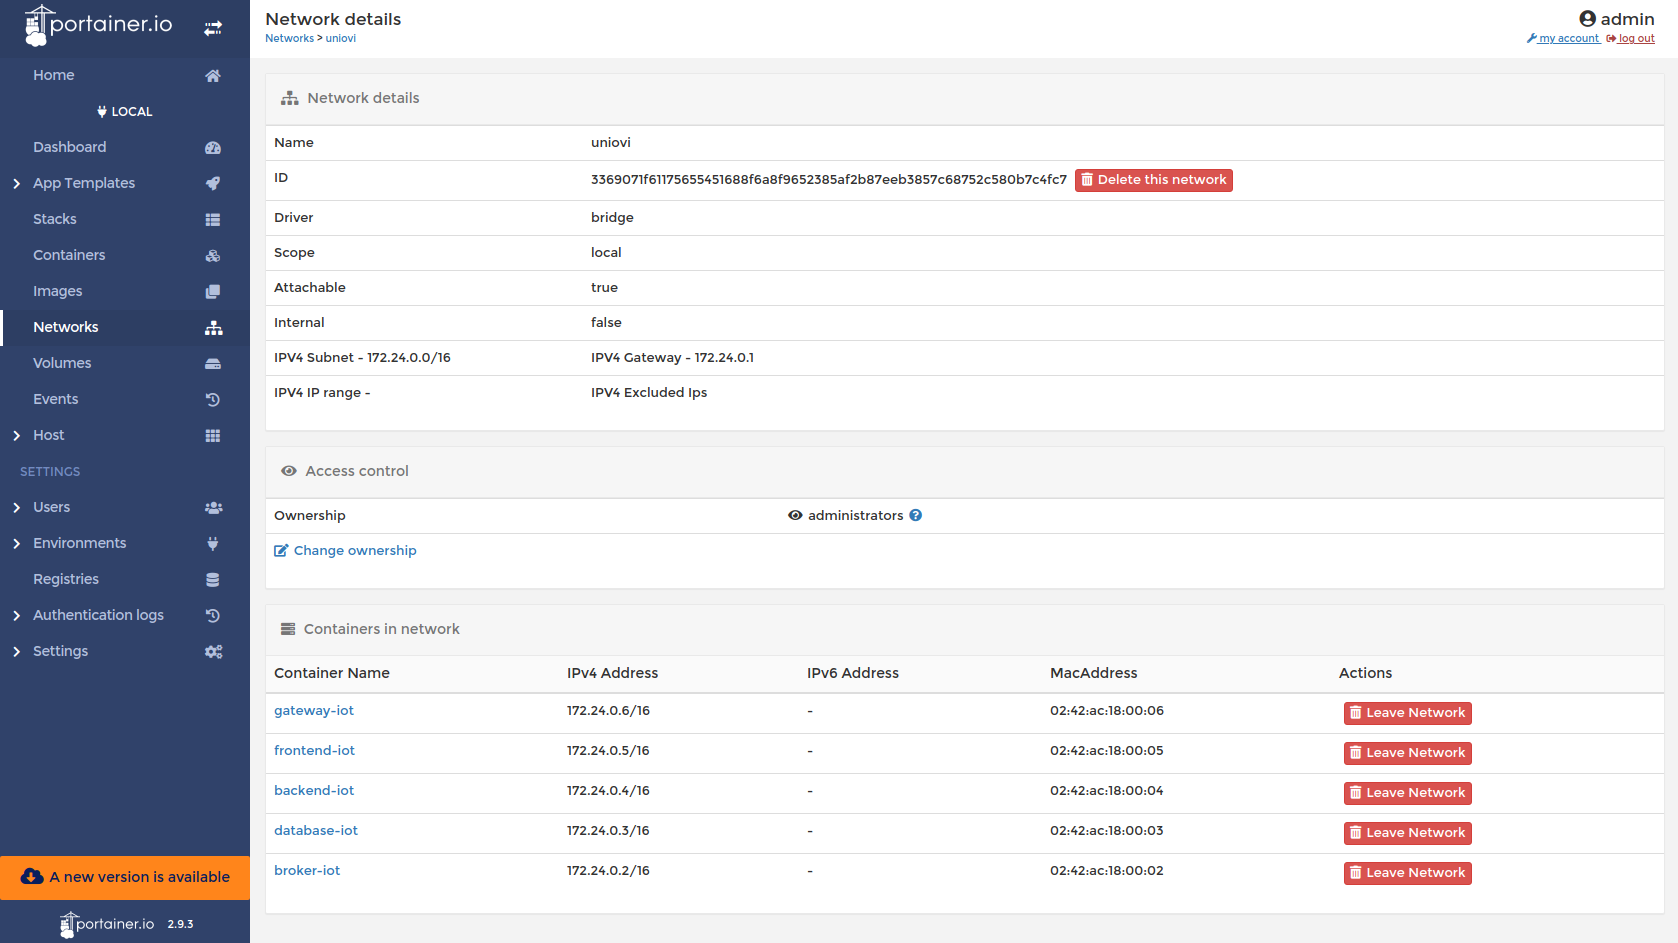 portainer.io
Home
LOCAL
Dashboard
App Templates
Stacks
Containers
Images
Networks
Volumes
Events
Host
SETTINGS
Users
Environments
Registries
Authentication logs
Settings
A new version is available
portainer.io 2.9.3
Network details
Networks > uniovi
admin
my account log out
Network details
Name uniovi
ID 3369071f61175655451688f6a8f9652385af2b87eeb3857c68752c580b7c4fc7 Delete this network
Driver bridge
Scope local
Attachable true
Internal false
IPV4 Subnet - 172.24.0.0/16 IPV4 Gateway - 172.24.0.1
IPV4 IP range - IPV4 Excluded Ips
Access control
Ownership administrators
Change ownership
Containers in network
Container Name IPv4 Address IPv6 Address MacAddress Actions
gateway-iot 172.24.0.6/16 - 02:42:ac:18:00:06 Leave Network
frontend-iot 172.24.0.5/16 - 02:42:ac:18:00:05 Leave Network
backend-iot 172.24.0.4/16 - 02:42:ac:18:00:04 Leave Network
database-iot 172.24.0.3/16 - 02:42:ac:18:00:03 Leave Network
broker-iot 172.24.0.2/16 - 02:42:ac:18:00:02 Leave Network